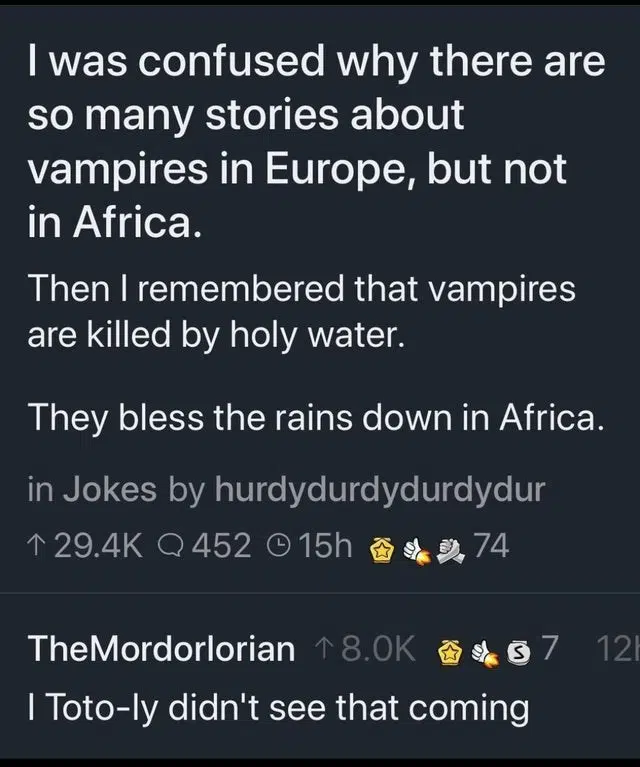 I was confused why there are
so many stories about
vampires in Europe, but not
in Africa.
Then I remembered that vampires
are killed by holy water.
They bless the rains down in Africa.
in Jokes by hurdydurdydurdydur
↑ 29.4K 452 15h 74
TheMordorlorian ↑ 8.0K S 7 12h
I Toto-ly didn't see that coming